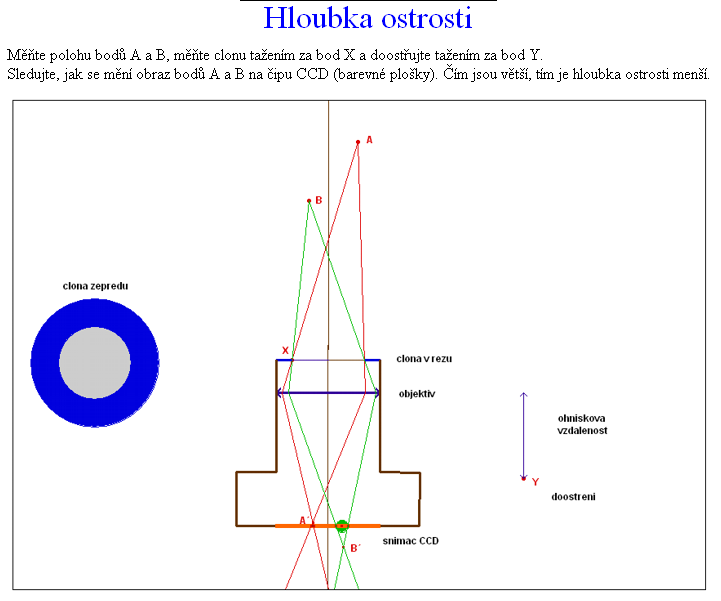 Hloubka ostrosti
Měňte polohu bodů A a B, měňte clonu tažením za bod X a doostřujte tažením za bod Y.
Sledujte, jak se mění obraz bodů A a B na čipu CCD (barevné plošky). Čím jsou větší, tím je hloubka ostrosti menší.
A
B
clona zepredu
X
clona v rezu
objektiv
ohniskova
vzdalenost
Y
doostreni
A´
snimac CCD
B´